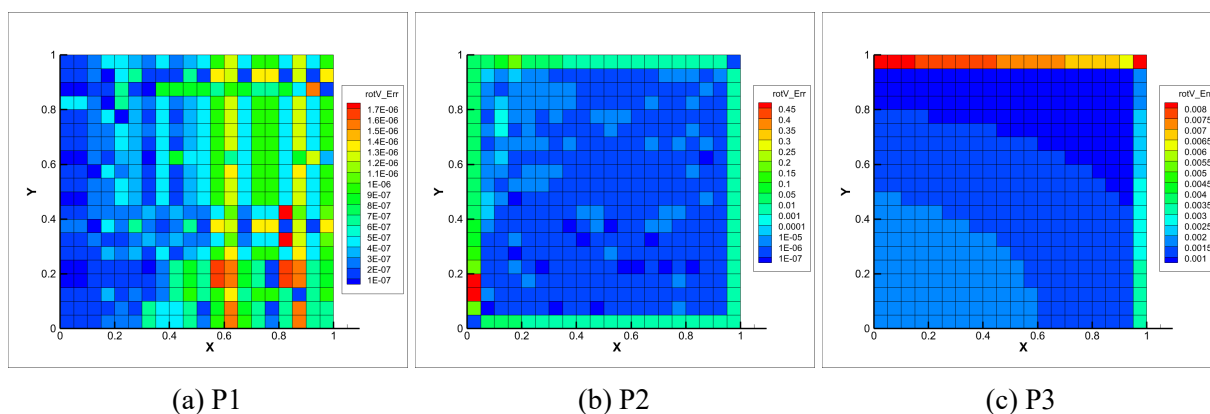 1
0.8
0.6
0.4
0.2
0
Y
0
0.2
0.4
0.6
0.8
1
X
rotV_Err
1.7E-06
1.6E-06
1.5E-06
1.4E-06
1.3E-06
1.2E-06
1.1E-06
1E-06
9E-07
8E-07
7E-07
6E-07
5E-07
4E-07
3E-07
2E-07
1E-07
(a) P1
1
0.8
0.6
0.4
0.2
0
Y
0
0.2
0.4
0.6
0.8
1
X
rotV_Err
0.45
0.4
0.35
0.3
0.25
0.2
0.15
0.1
0.05
0.01
0.001
0.0001
1E-05
1E-06
1E-07
(b) P2
1
0.8
0.6
0.4
0.2
0
Y
0
0.2
0.4
0.6
0.8
1
X
rotV_Err
0.008
0.0075
0.007
0.0065
0.006
0.0055
0.005
0.0045
0.004
0.0035
0.003
0.0025
0.002
0.0015
0.001
(c) P3